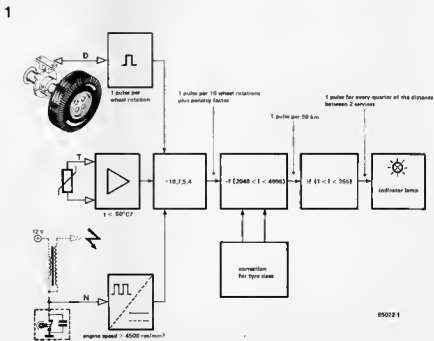 1
D
1 pulse per
wheel rotation
1 pulse per 10 wheel rotations
plus penalty factor
1 pulse per 50 km
1 pulse for every quarter of the distance
between 2 services
T
t < 60°C?
÷10,7,5,4
÷f (2048 < f < 4096)
÷f (1 < f < 255)
indicator lamp
12 V
N
engine speed > 4500 rev/min?
correction
for tyre sizes
85072 1